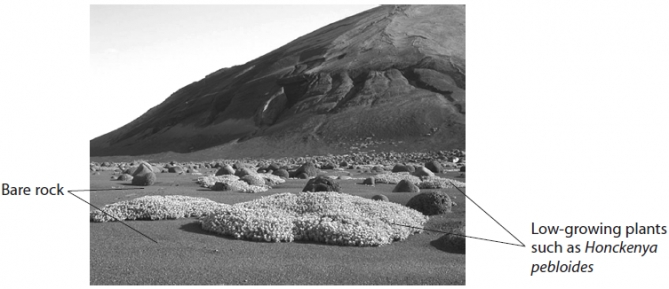 Bare rock
Low-growing plants
such as Honckenya
pebloides